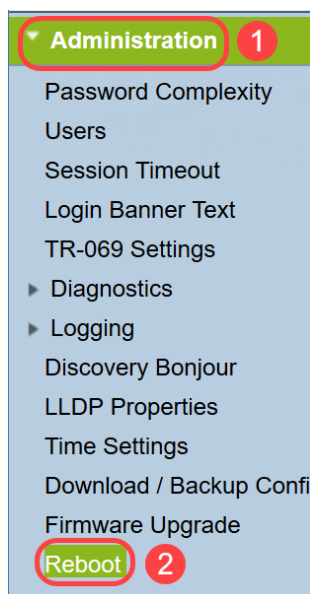 Administration 1
Password Complexity
Users
Session Timeout
Login Banner Text
TR-069 Settings
Diagnostics
Logging
Discovery Bonjour
LLDP Properties
Time Settings
Download / Backup Confi
Firmware Upgrade
Reboot 2